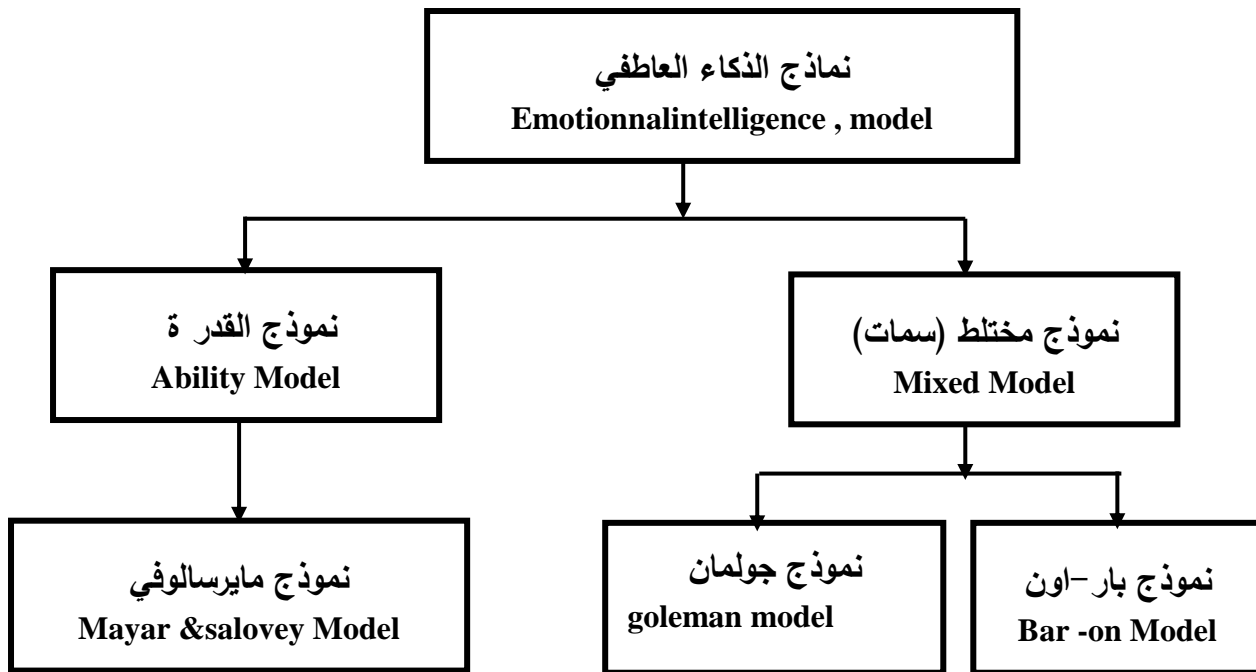 نماذج الذكاء العاطفي
Emotionnalintelligence , model
نموذج القدر ة
Ability Model
نموذج مختلط (سمات)
Mixed Model
نموذج مايرسالوفي
Mayar &salovey Model
نموذج جولمان
goleman model
نموذج بار-اون
Bar -on Model